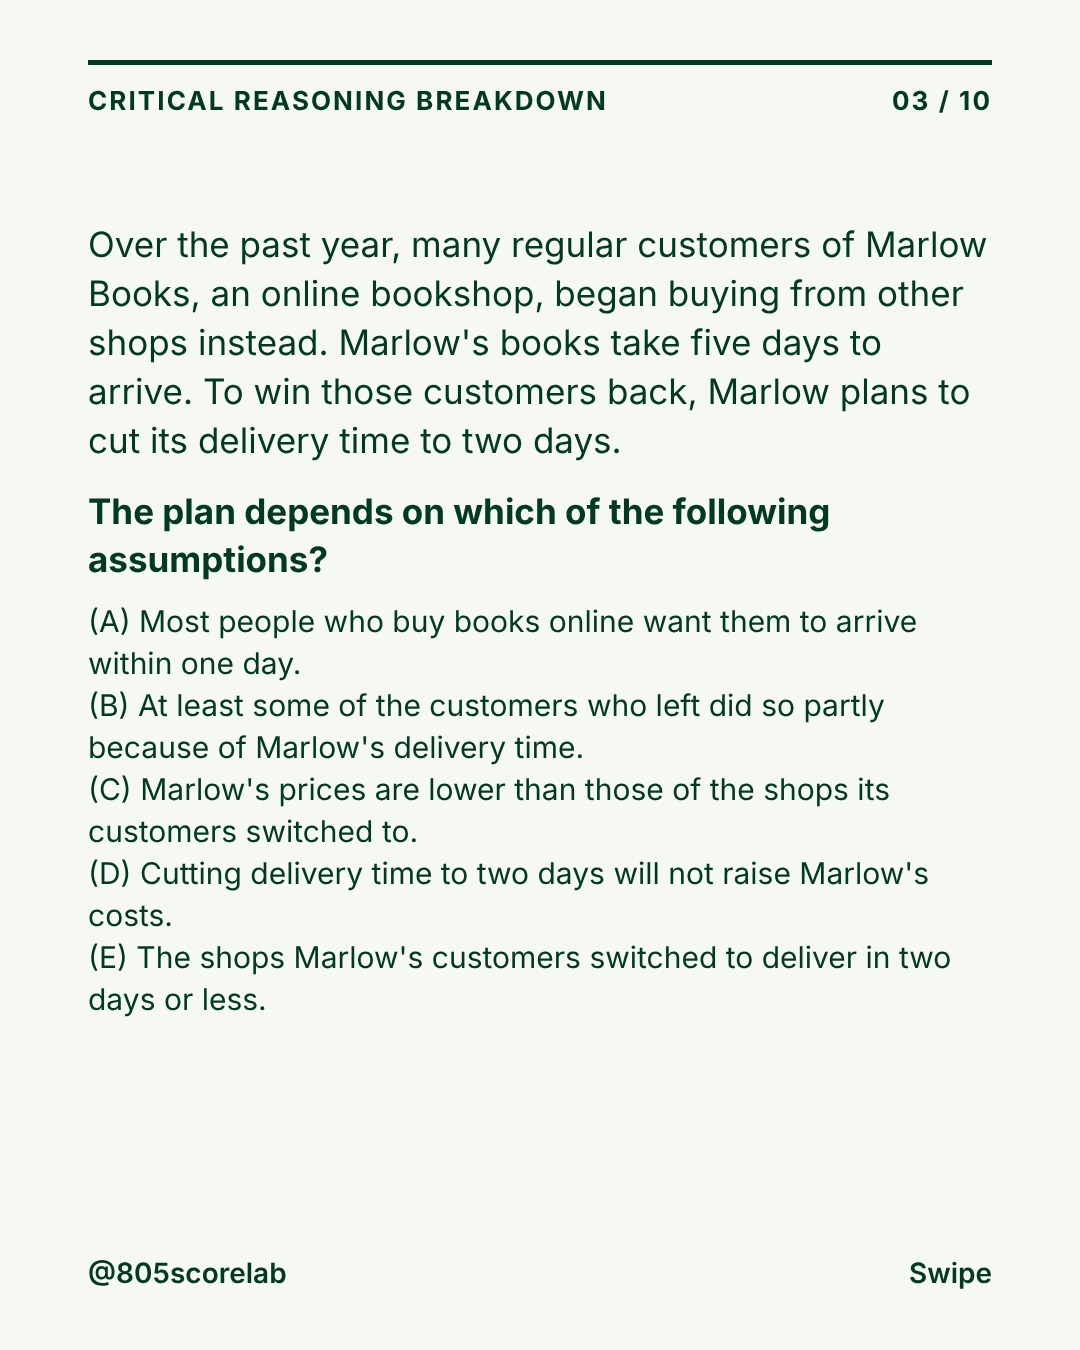 CRITICAL REASONING BREAKDOWN
03 / 10
Over the past year, many regular customers of Marlow
Books, an online bookshop, began buying from other
shops instead. Marlow's books take five days to
arrive. To win those customers back, Marlow plans to
cut its delivery time to two days.
The plan depends on which of the following
assumptions?
(A) Most people who buy books online want them to arrive
within one day.
(B) At least some of the customers who left did so partly
because of Marlow's delivery time.
(C) Marlow's prices are lower than those of the shops its
customers switched to.
(D) Cutting delivery time to two days will not raise Marlow's
costs.
(E) The shops Marlow's customers switched to deliver in two
days or less.
@805scorelab
Swipe